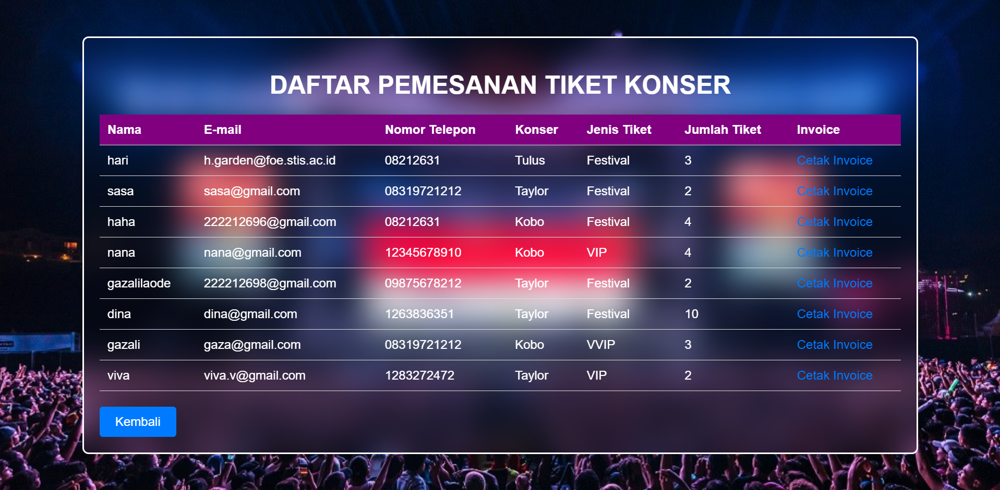 DAFTAR PEMESANAN TIKET KONSER
Nama E-mail Nomor Telepon Konser Jenis Tiket Jumlah Tiket Invoice
hari h.garden@foe.stis.ac.id 08212631 Tulus Festival 3 Cetak Invoice
sasa sasa@gmail.com 08319721212 Taylor Festival 2 Cetak Invoice
haha 222212696@gmail.com 08212631 Kobo Festival 4 Cetak Invoice
nana nana@gmail.com 12345678910 Kobo VIP 4 Cetak Invoice
gazalilaode 222212698@gmail.com 09875678212 Taylor Festival 2 Cetak Invoice
dina dina@gmail.com 1263836351 Taylor Festival 10 Cetak Invoice
gazali gaza@gmail.com 08319721212 Kobo VVIP 3 Cetak Invoice
viva viva.v@gmail.com 1283272472 Taylor VIP 2 Cetak Invoice
Kembali